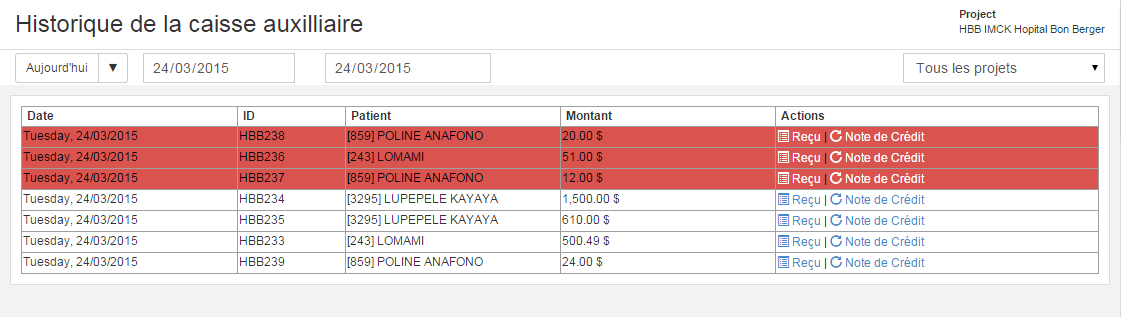 Historique de la caisse auxilliaire
Project
HBB IMCK Hopital Bon Berger
Aujourd'hui ▼ 24/03/2015 24/03/2015 Tous les projets ▼
Date ID Patient Montant Actions
Tuesday, 24/03/2015 HBB238 [859] POLINE ANAFONO 20.00 $ Reçu | Note de Crédit
Tuesday, 24/03/2015 HBB236 [243] LOMAMI 51.00 $ Reçu | Note de Crédit
Tuesday, 24/03/2015 HBB237 [859] POLINE ANAFONO 12.00 $ Reçu | Note de Crédit
Tuesday, 24/03/2015 HBB234 [3295] LUPEPELE KAYAYA 1,500.00 $ Reçu | Note de Crédit
Tuesday, 24/03/2015 HBB235 [3295] LUPEPELE KAYAYA 610.00 $ Reçu | Note de Crédit
Tuesday, 24/03/2015 HBB233 [243] LOMAMI 500.49 $ Reçu | Note de Crédit
Tuesday, 24/03/2015 HBB239 [859] POLINE ANAFONO 24.00 $ Reçu | Note de Crédit